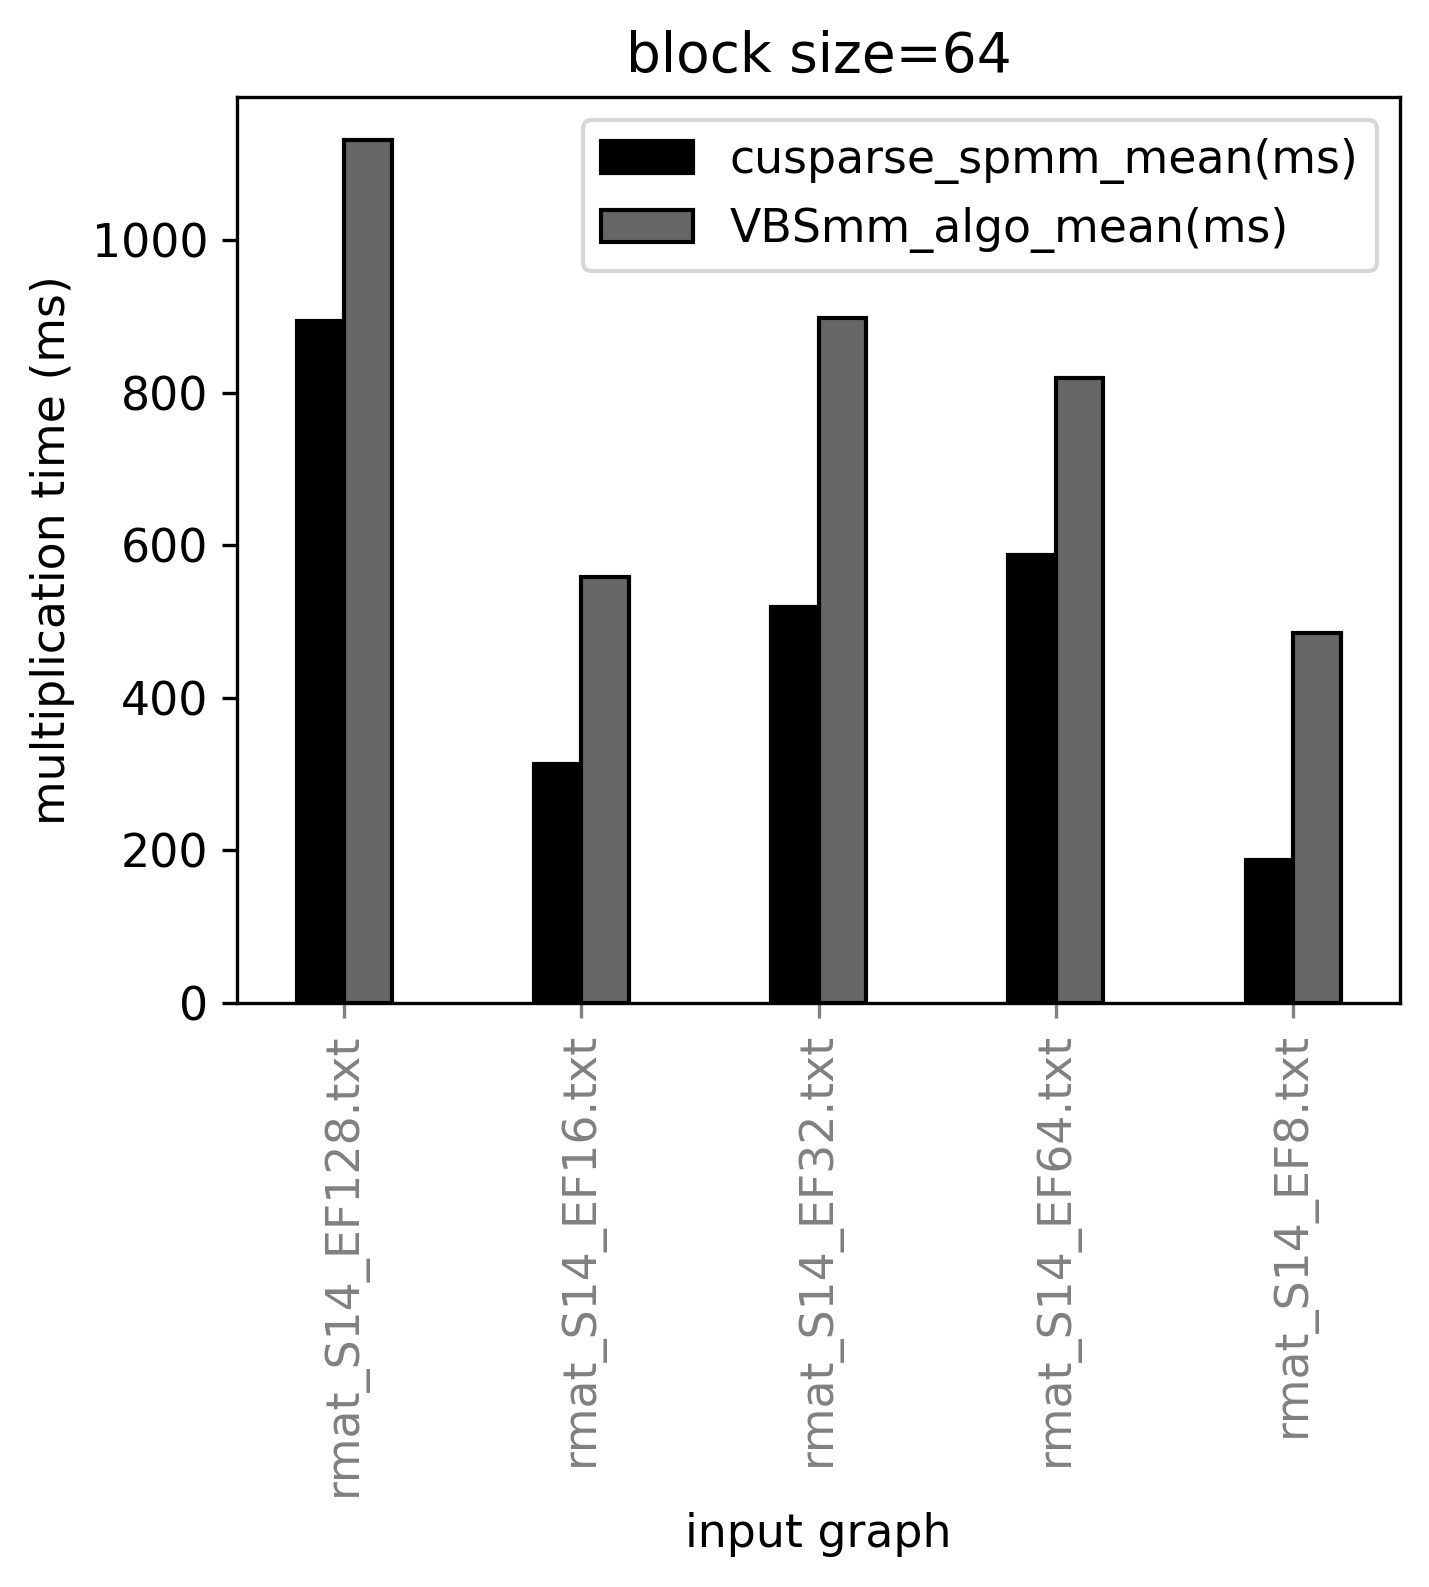 block size=64
cusparse_spmm_mean(ms)
VBSmm_algo_mean(ms)
multiplication time (ms)
1000
800
600
400
200
0
rmat_S14_EF128.txt
rmat_S14_EF16.txt
rmat_S14_EF32.txt
rmat_S14_EF64.txt
rmat_S14_EF8.txt
input graph